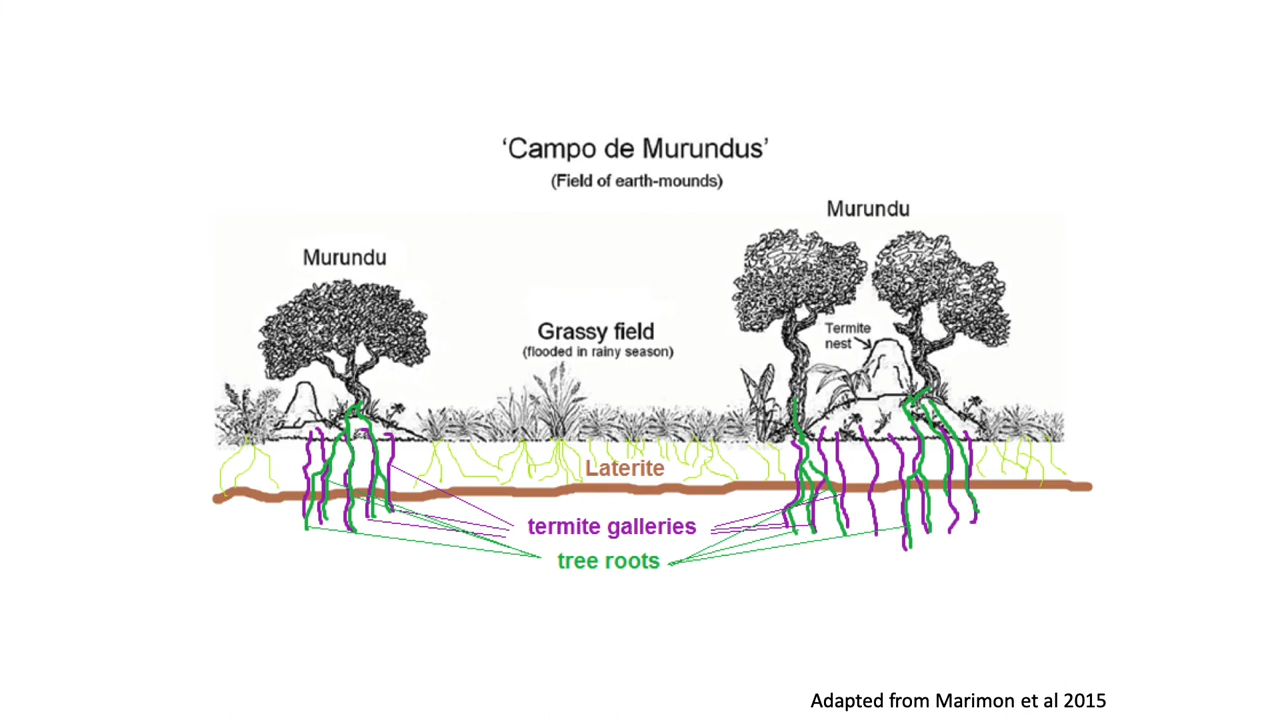 ‘Campo de Murundus’
(Field of earth-mounds)
Murundu
Murundu
Grassy field
(flooded in rainy season)
Termite
nest
Laterite
termite galleries
tree roots
Adapted from Marimon et al 2015